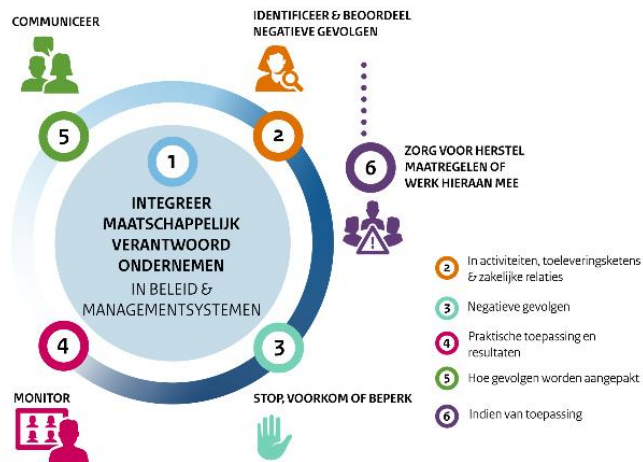 COMMUNICEER
IDENTIFICEER & BEOORDEEL
NEGATIEVE GEVOLGEN
5
2
1
INTEGREER
MAATSCHAPPELIJK
VERANTWOORD
ONDERNEMEN
IN BELEID &
MANAGEMENTSYSTEMEN
6
ZORG VOOR HERSTEL
MAATREGELEN OF
WERK HIERAAN MEE
4
3
MONITOR
STOP, VOORKOM OF BEPERK
2 In activiteiten, toeleveringsketens
& zakelijke relaties
3 Negatieve gevolgen
4 Praktische toepassing en
resultaten
5 Hoe gevolgen worden aangepakt
6 Indien van toepassing